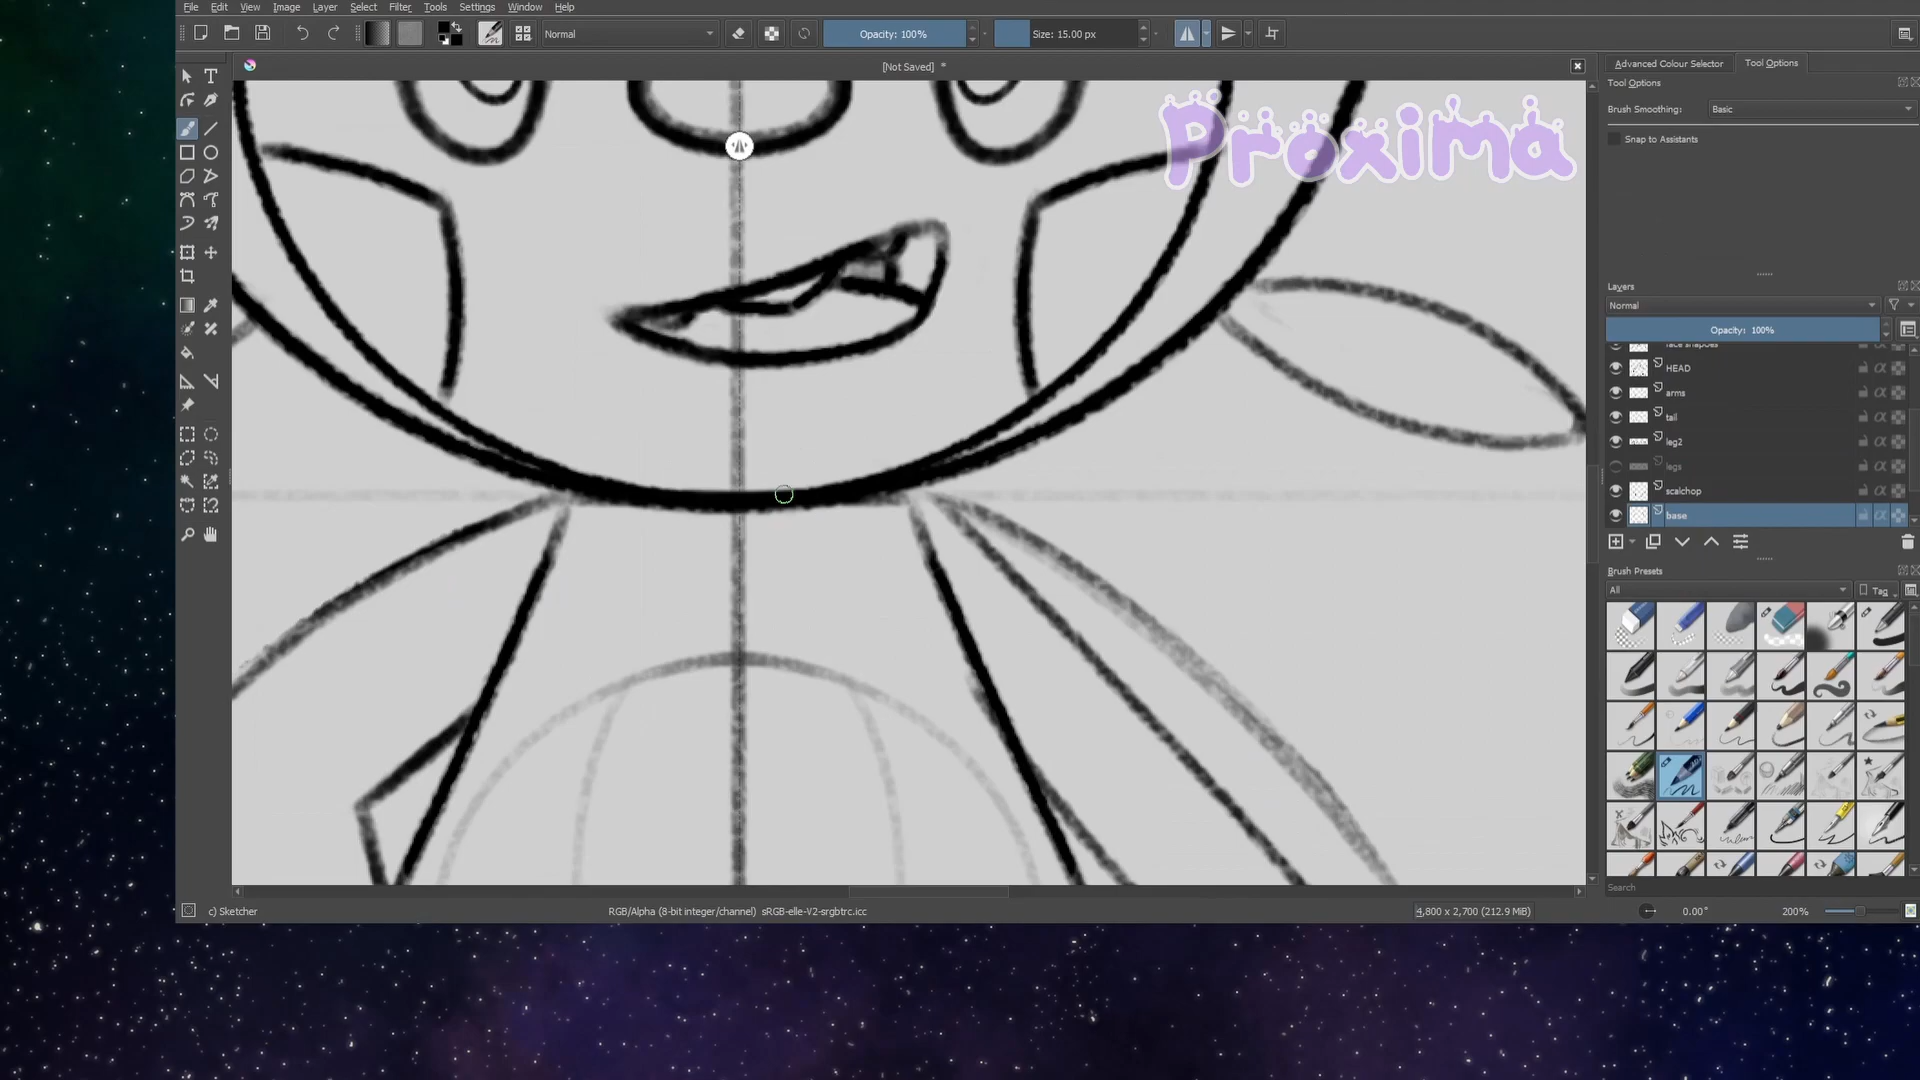 File Edit View Image Layer Select Filter Tools Settings Window Help
Normal
Opacity: 100%
Size: 15.00 px
[Not Saved] *
Advanced Colour Selector
Tool Options
Tool Options
Brush Smoothing: Basic
Snap to Assistants
Proxima
Layers
Normal
Opacity: 100%
HEAD
arms
tail
leg2
legs
scalchop
base
Brush Presets
All
Tag
Search
c) Sketcher
RGB/Alpha (8-bit integer/channel) sRGB-elle-V2-srgbtrc.icc
4,800 x 2,700 (212.9 MiB)
0.00°
200%